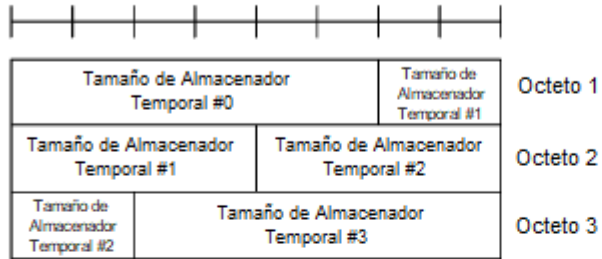 Tamaño de Almacenador
Temporal #0
Tamaño de
Almacenador
Temporal #1
Octeto 1
Tamaño de Almacenador
Temporal #1
Tamaño de Almacenador
Temporal #2
Octeto 2
Tamaño de
Almacenador
Temporal #2
Tamaño de Almacenador
Temporal #3
Octeto 3